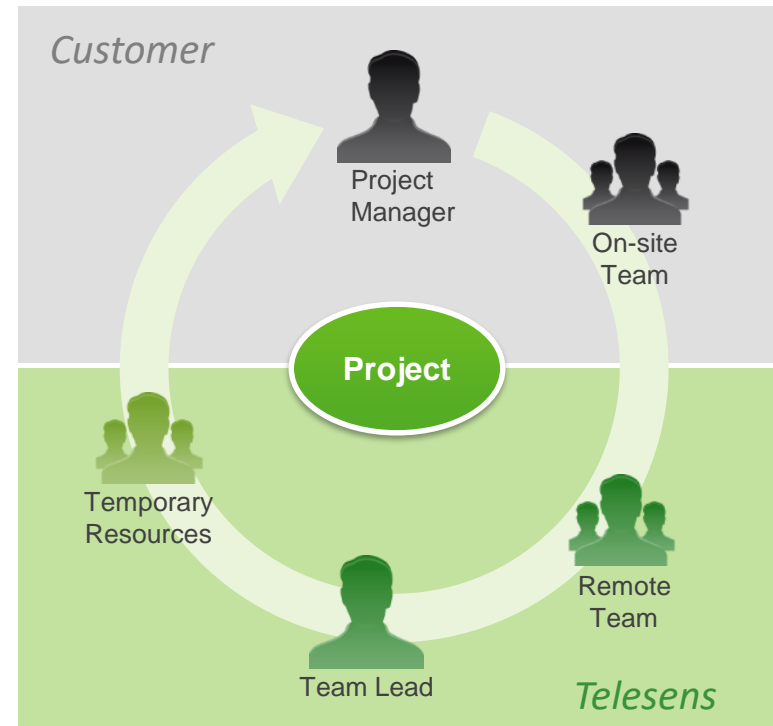 Customer
Project
Manager
On-site
Team
Project
Temporary
Resources
Remote
Team
Team Lead
Telesens